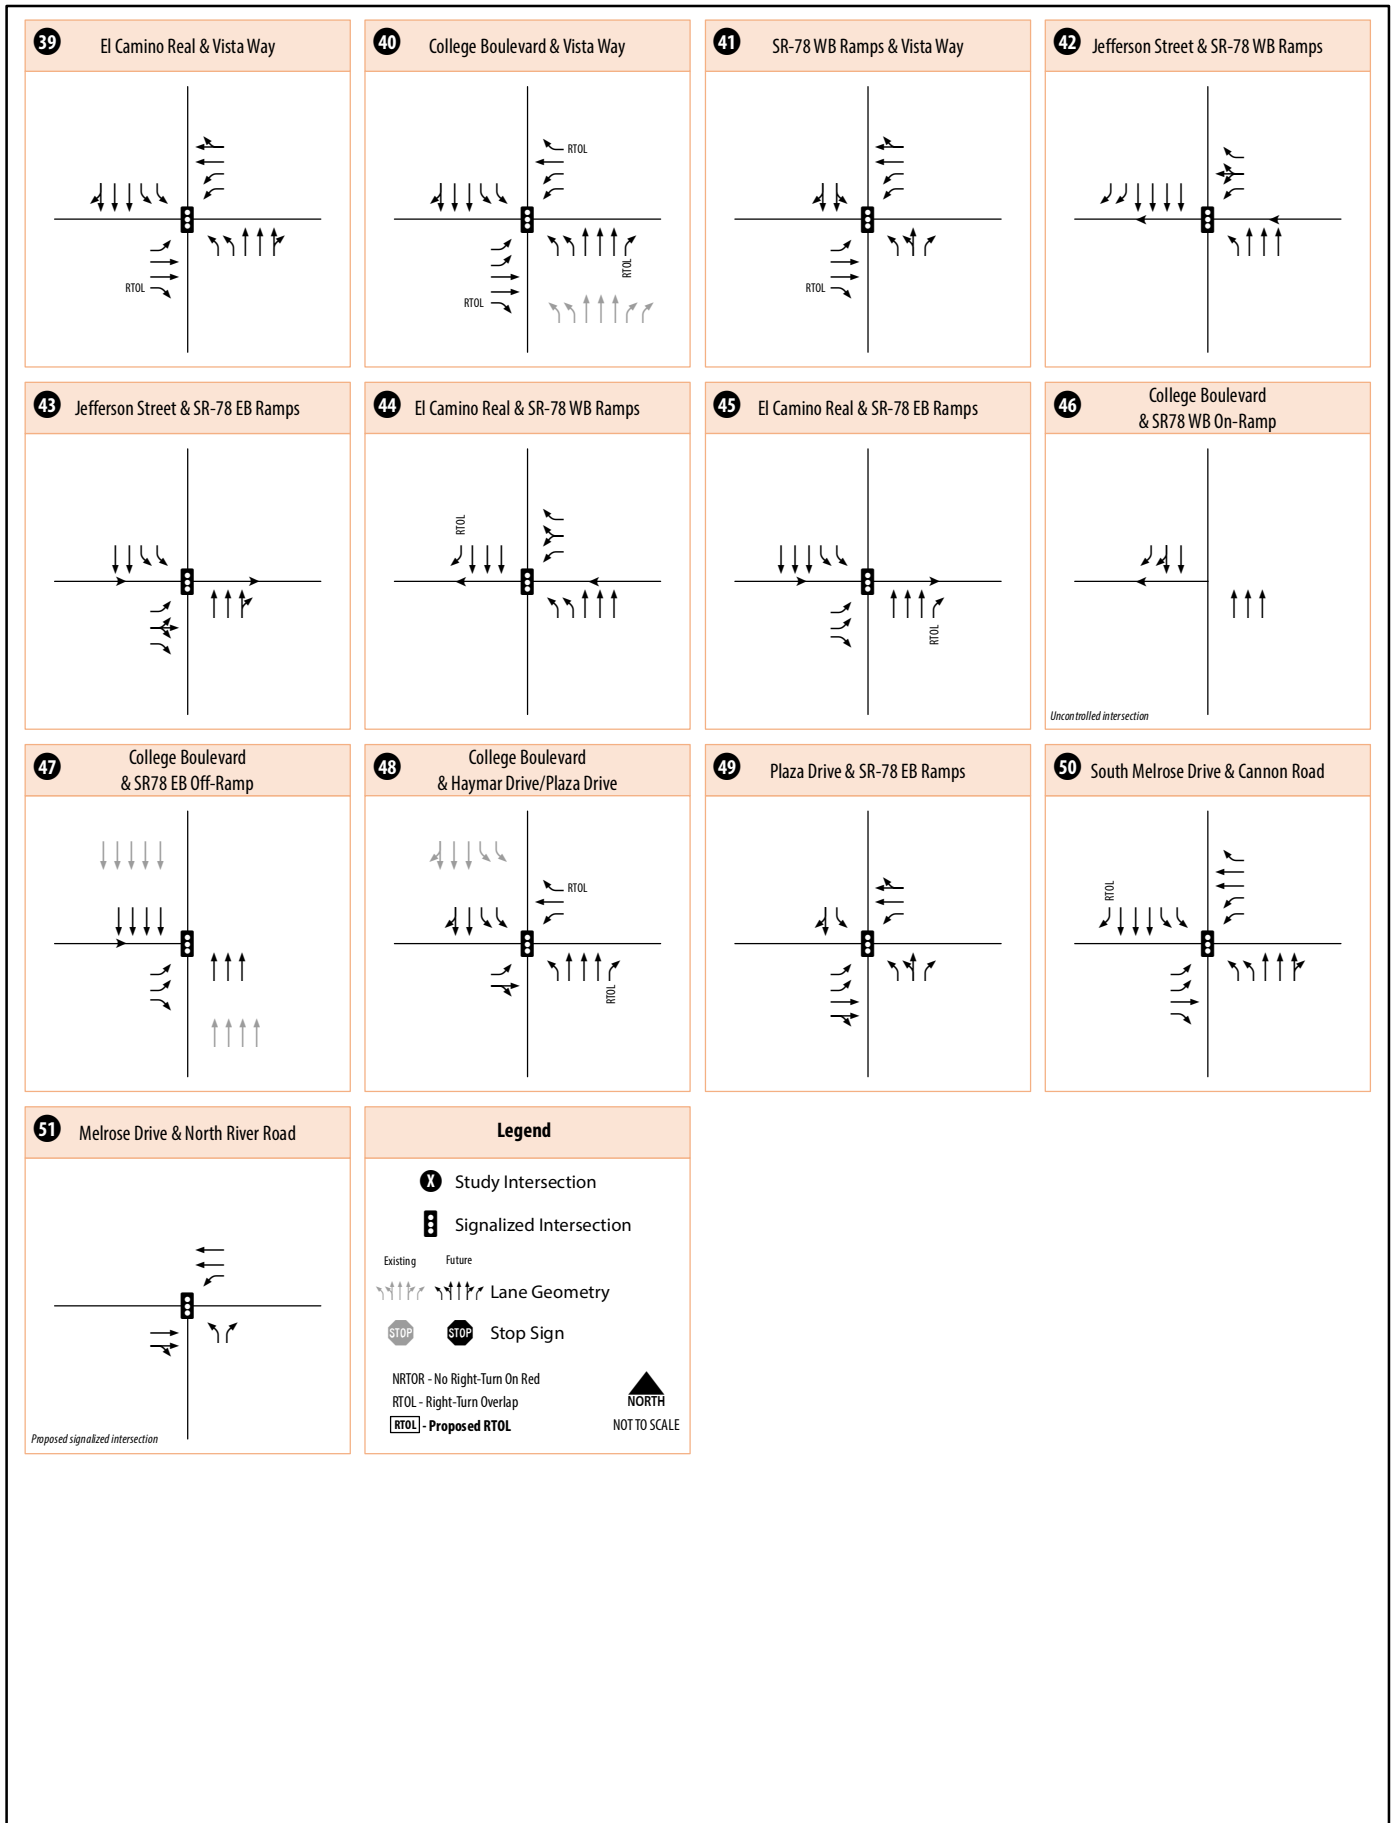 39 El Camino Real & Vista Way
RTOL
40 College Boulevard & Vista Way
RTOL
RTOL
RTOL
41 SR-78 WB Ramps & Vista Way
RTOL
42 Jefferson Street & SR-78 WB Ramps
43 Jefferson Street & SR-78 EB Ramps
44 El Camino Real & SR-78 WB Ramps
RTOL
45 El Camino Real & SR-78 EB Ramps
RTOL
46 College Boulevard
& SR78 WB On-Ramp
Uncontrolled intersection
47 College Boulevard
& SR78 EB Off-Ramp
48 College Boulevard
& Haymar Drive/Plaza Drive
RTOL
RTOL
49 Plaza Drive & SR-78 EB Ramps
50 South Melrose Drive & Cannon Road
RTOL
51 Melrose Drive & North River Road
Proposed signalized intersection
Legend
X Study Intersection
Signalized Intersection
Existing Future
Lane Geometry
STOP STOP Stop Sign
NRTOR - No Right-Turn On Red
RTOL - Right-Turn Overlap
RTOL - Proposed RTOL
NORTH
NOT TO SCALE